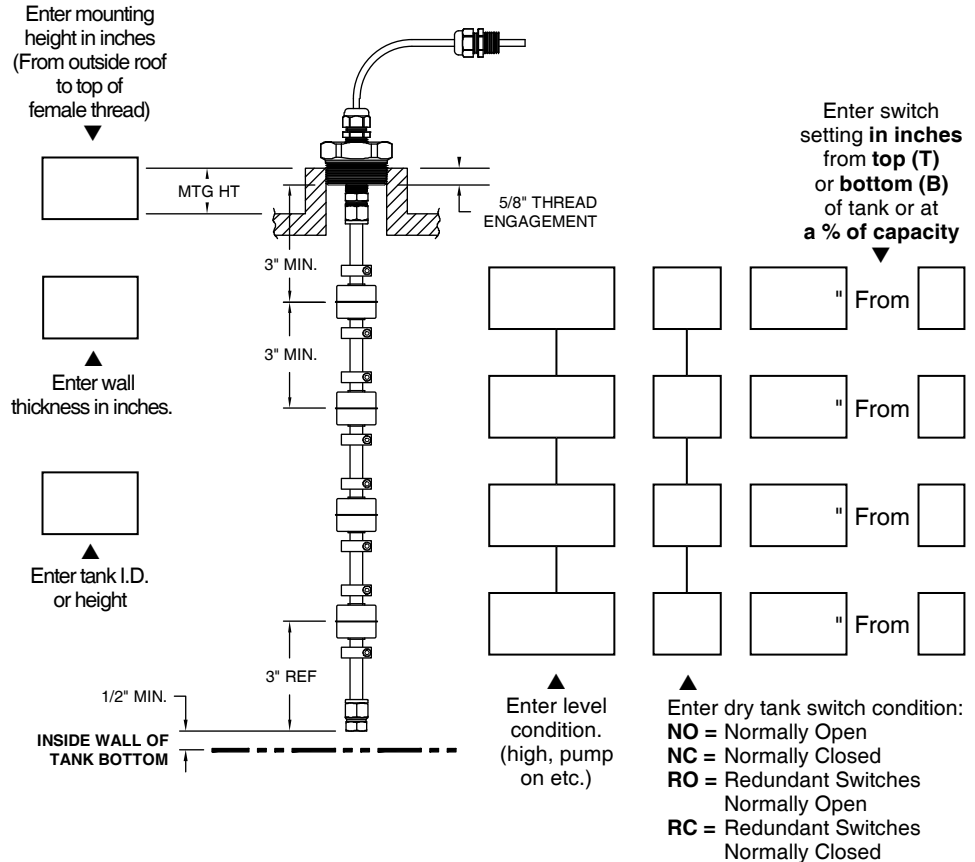 Enter mounting
height in inches
(From outside roof
to top of
female thread)
MTG HT
5/8" THREAD
ENGAGEMENT
3" MIN.
3" MIN.
Enter wall
thickness in inches.
Enter tank I.D.
or height
3" REF
1/2" MIN.
INSIDE WALL OF
TANK BOTTOM
Enter switch
setting in inches
from top (T)
or bottom (B)
of tank or at
a % of capacity
" From
" From
" From
" From
Enter level
condition.
(high, pump
on etc.)
Enter dry tank switch condition:
NO = Normally Open
NC = Normally Closed
RO = Redundant Switches
Normally Open
RC = Redundant Switches
Normally Closed